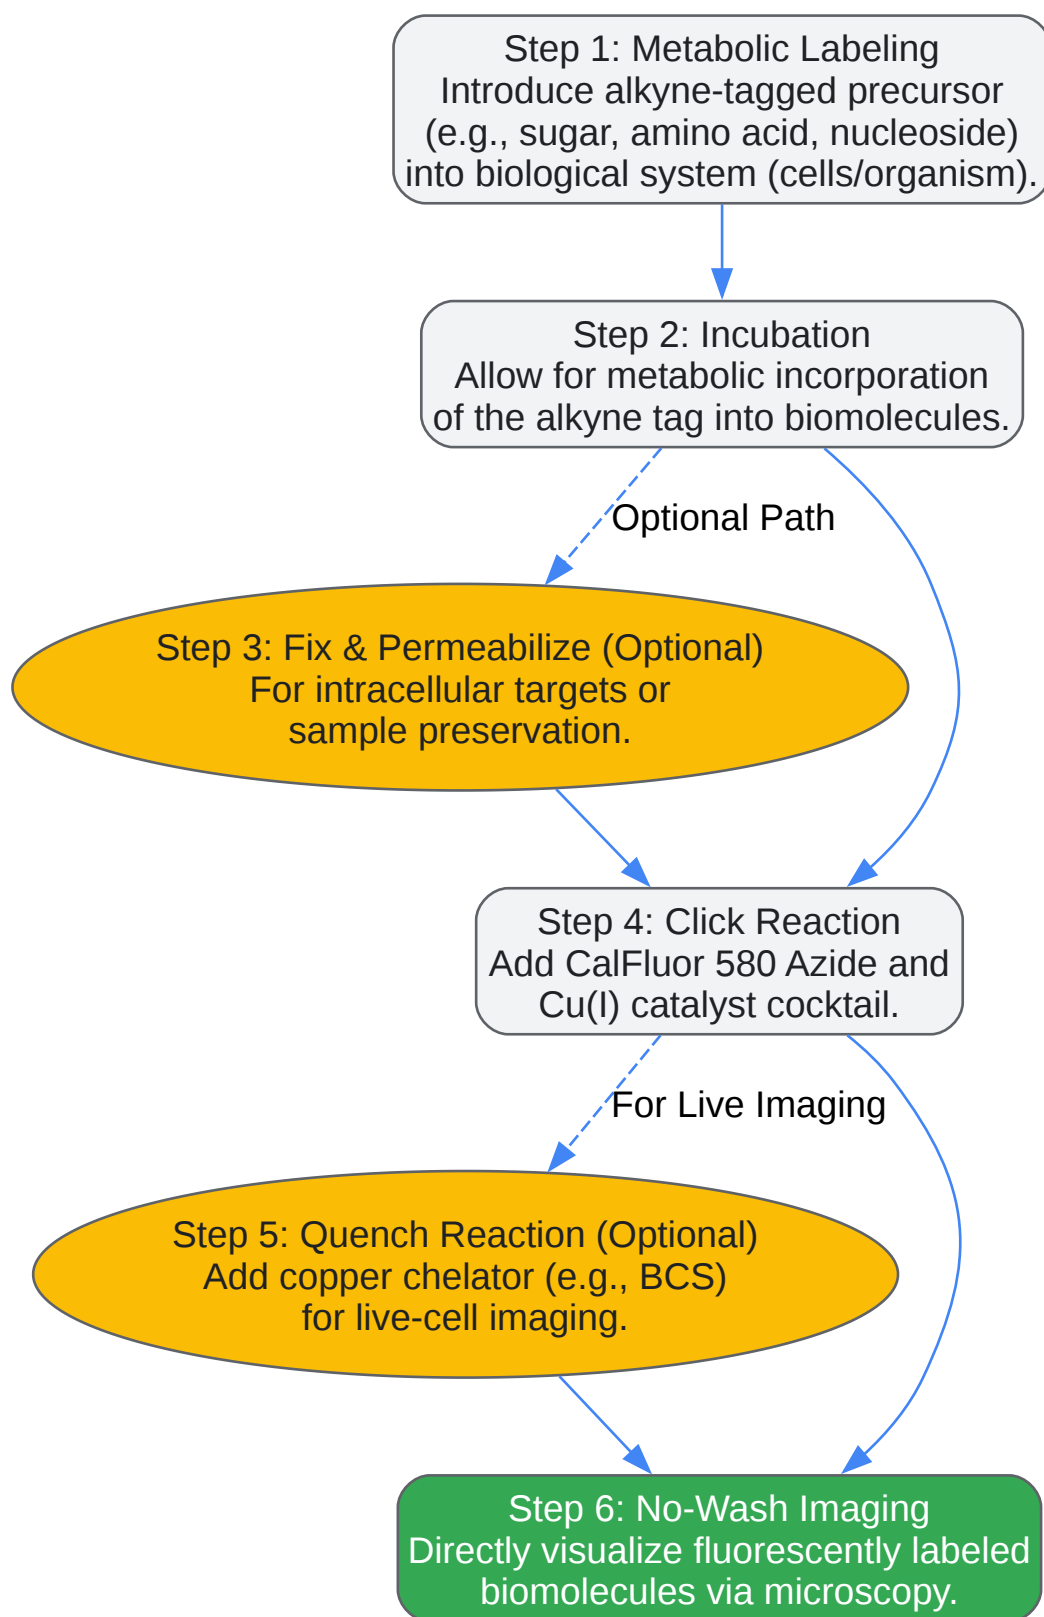 Step 1: Metabolic Labeling
Introduce alkyne-tagged precursor
(e.g., sugar, amino acid, nucleoside)
into biological system (cells/organism).
Step 2: Incubation
Allow for metabolic incorporation
of the alkyne tag into biomolecules.
Optional Path
Step 3: Fix & Permeabilize (Optional)
For intracellular targets or
sample preservation.
Step 4: Click Reaction
Add CalFluor 580 Azide and
Cu(I) catalyst cocktail.
For Live Imaging
Step 5: Quench Reaction (Optional)
Add copper chelator (e.g., BCS)
for live-cell imaging.
Step 6: No-Wash Imaging
Directly visualize fluorescently labeled
biomolecules via microscopy.